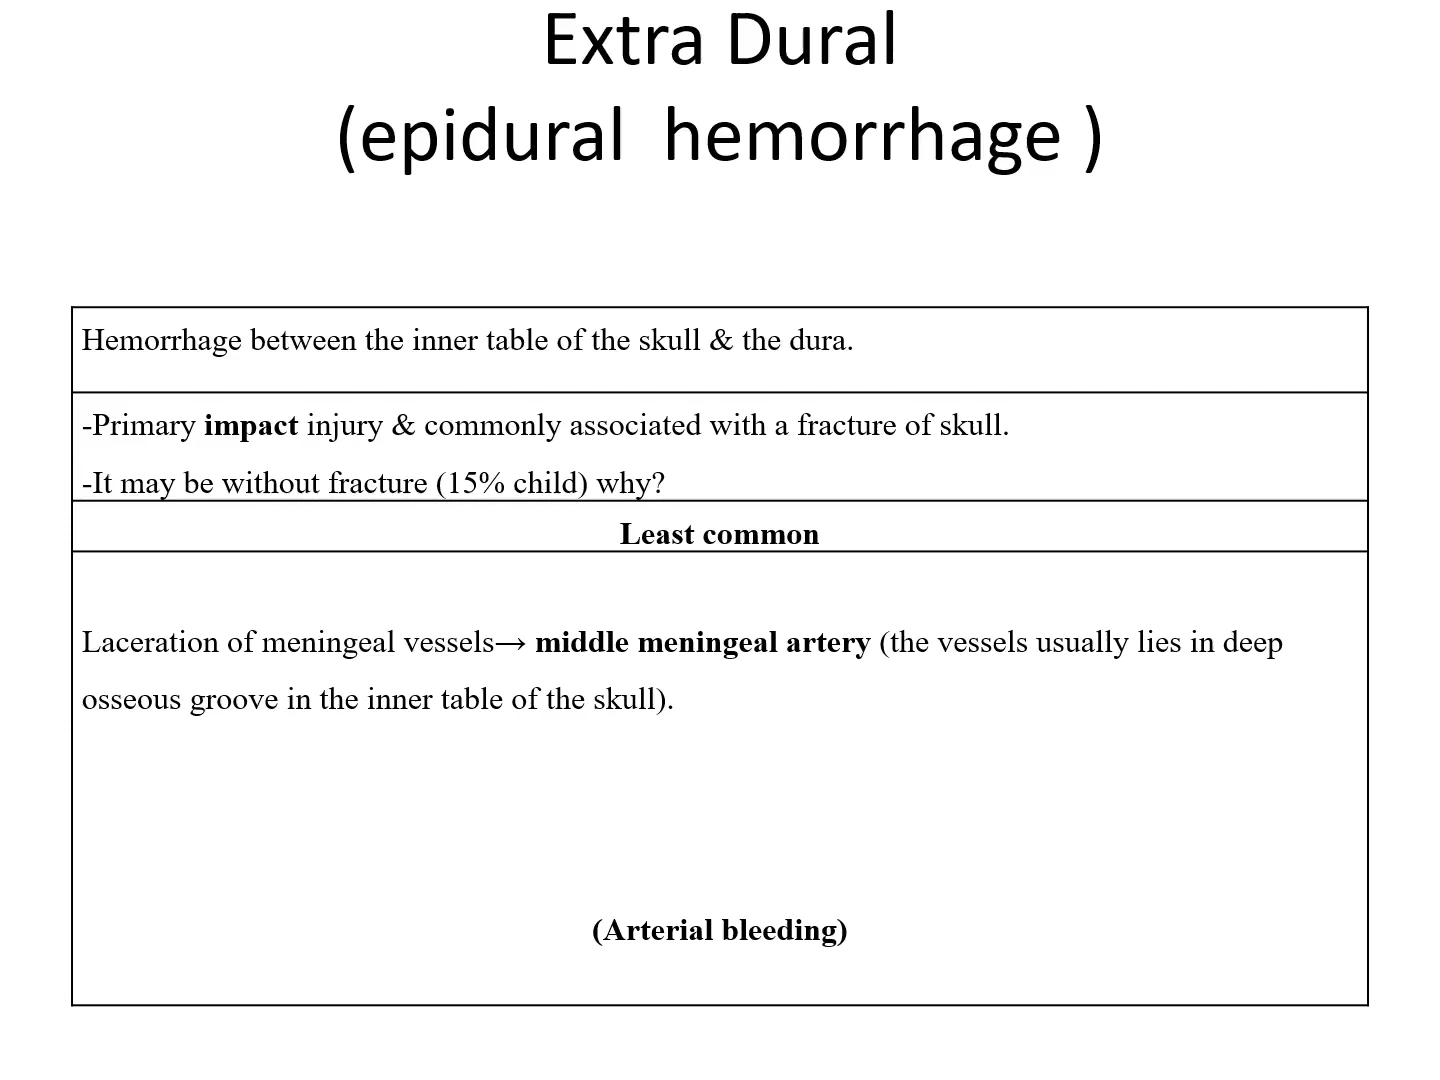 Extra Dural
(epidural  hemorrhage )
Hemorrhage between the inner table of the skull & the dura.
-Primary impact injury & commonly associated with a fracture of skull.
-It may be without fracture (15% child) why?
Least common
Laceration of meningeal vessels→ middle meningeal artery (the vessels usually lies in deep
osseous groove in the inner table of the skull).
(Arterial bleeding)